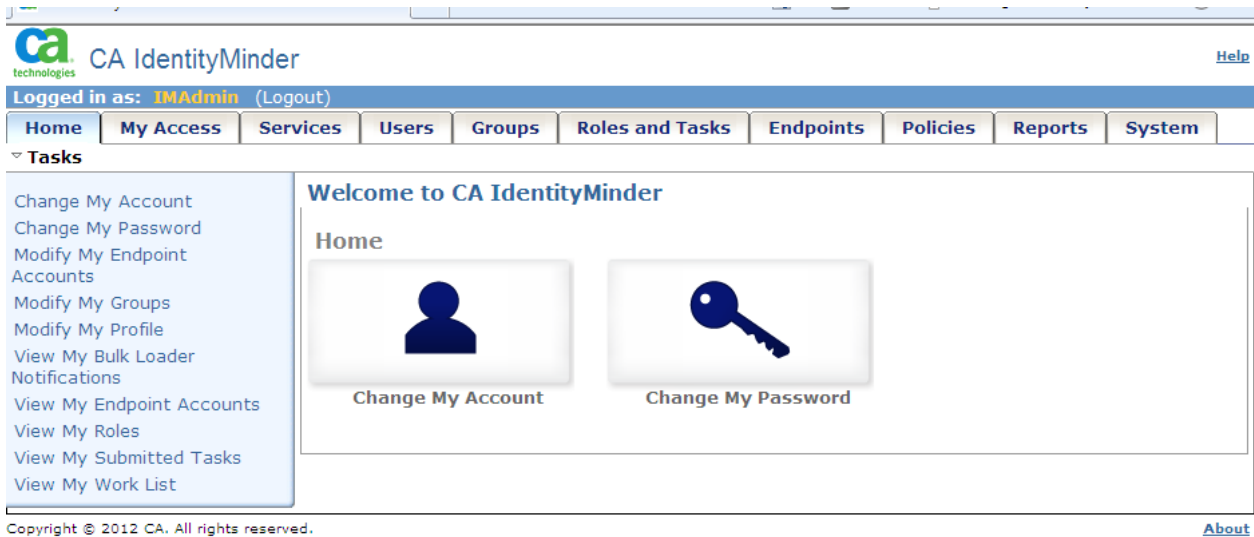 ca
technologies
CA IdentityMinder
Help
Logged in as: IMAdmin (Logout)
Home My Access Services Users Groups Roles and Tasks Endpoints Policies Reports System
Tasks
Change My Account
Change My Password
Modify My Endpoint
Accounts
Modify My Groups
Modify My Profile
View My Bulk Loader
Notifications
View My Endpoint Accounts
View My Roles
View My Submitted Tasks
View My Work List
Welcome to CA IdentityMinder
Home
Change My Account
Change My Password
Copyright © 2012 CA. All rights reserved.
About